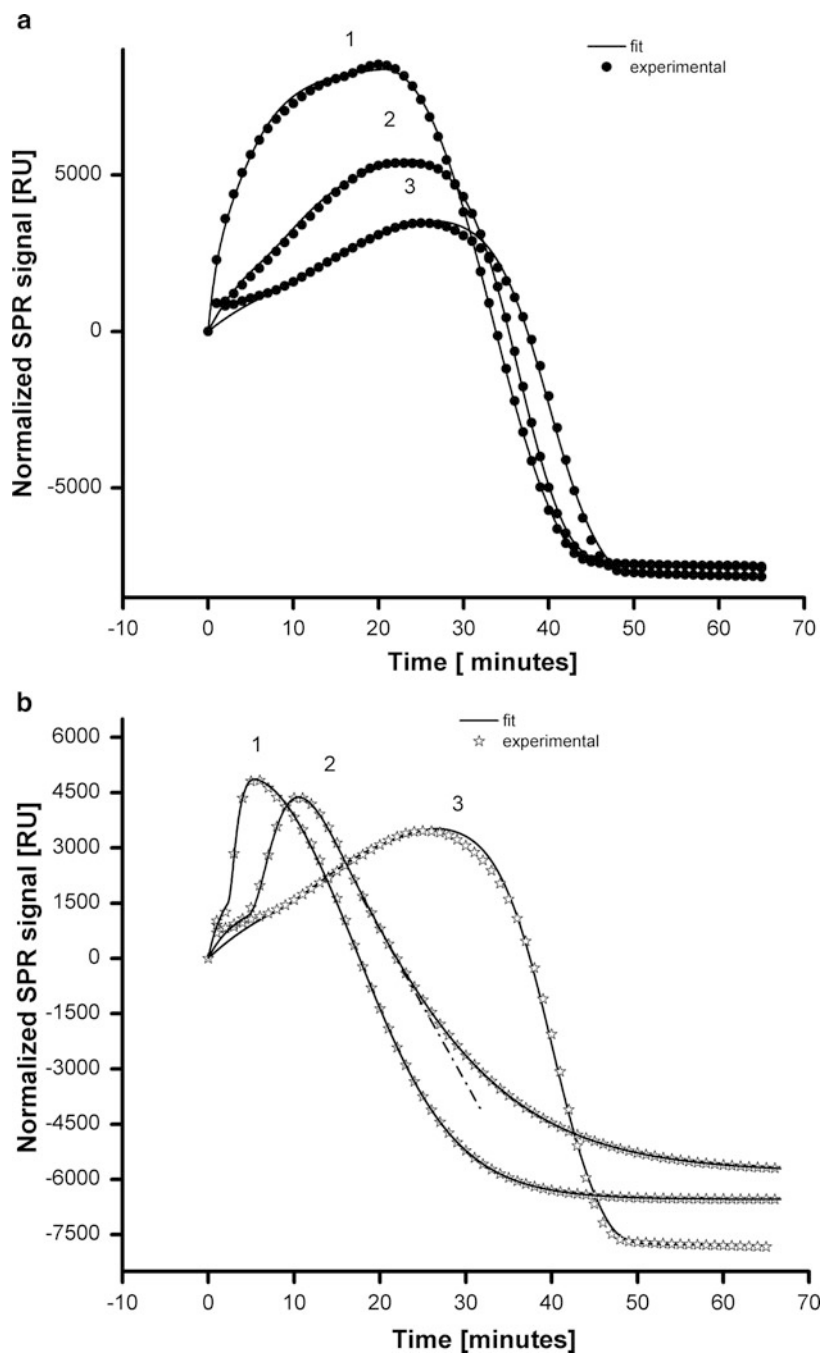 a
1
2
3
fit
experimental
Normalized SPR signal [RU]
5000
0
-5000
-10 0 10 20 30 40 50 60 70
Time [ minutes]
b
1
2
3
fit
experimental
Normalized SPR signal [RU]
6000
4500
3000
1500
0
-1500
-3000
-4500
-6000
-7500
-10 0 10 20 30 40 50 60 70
Time [minutes]